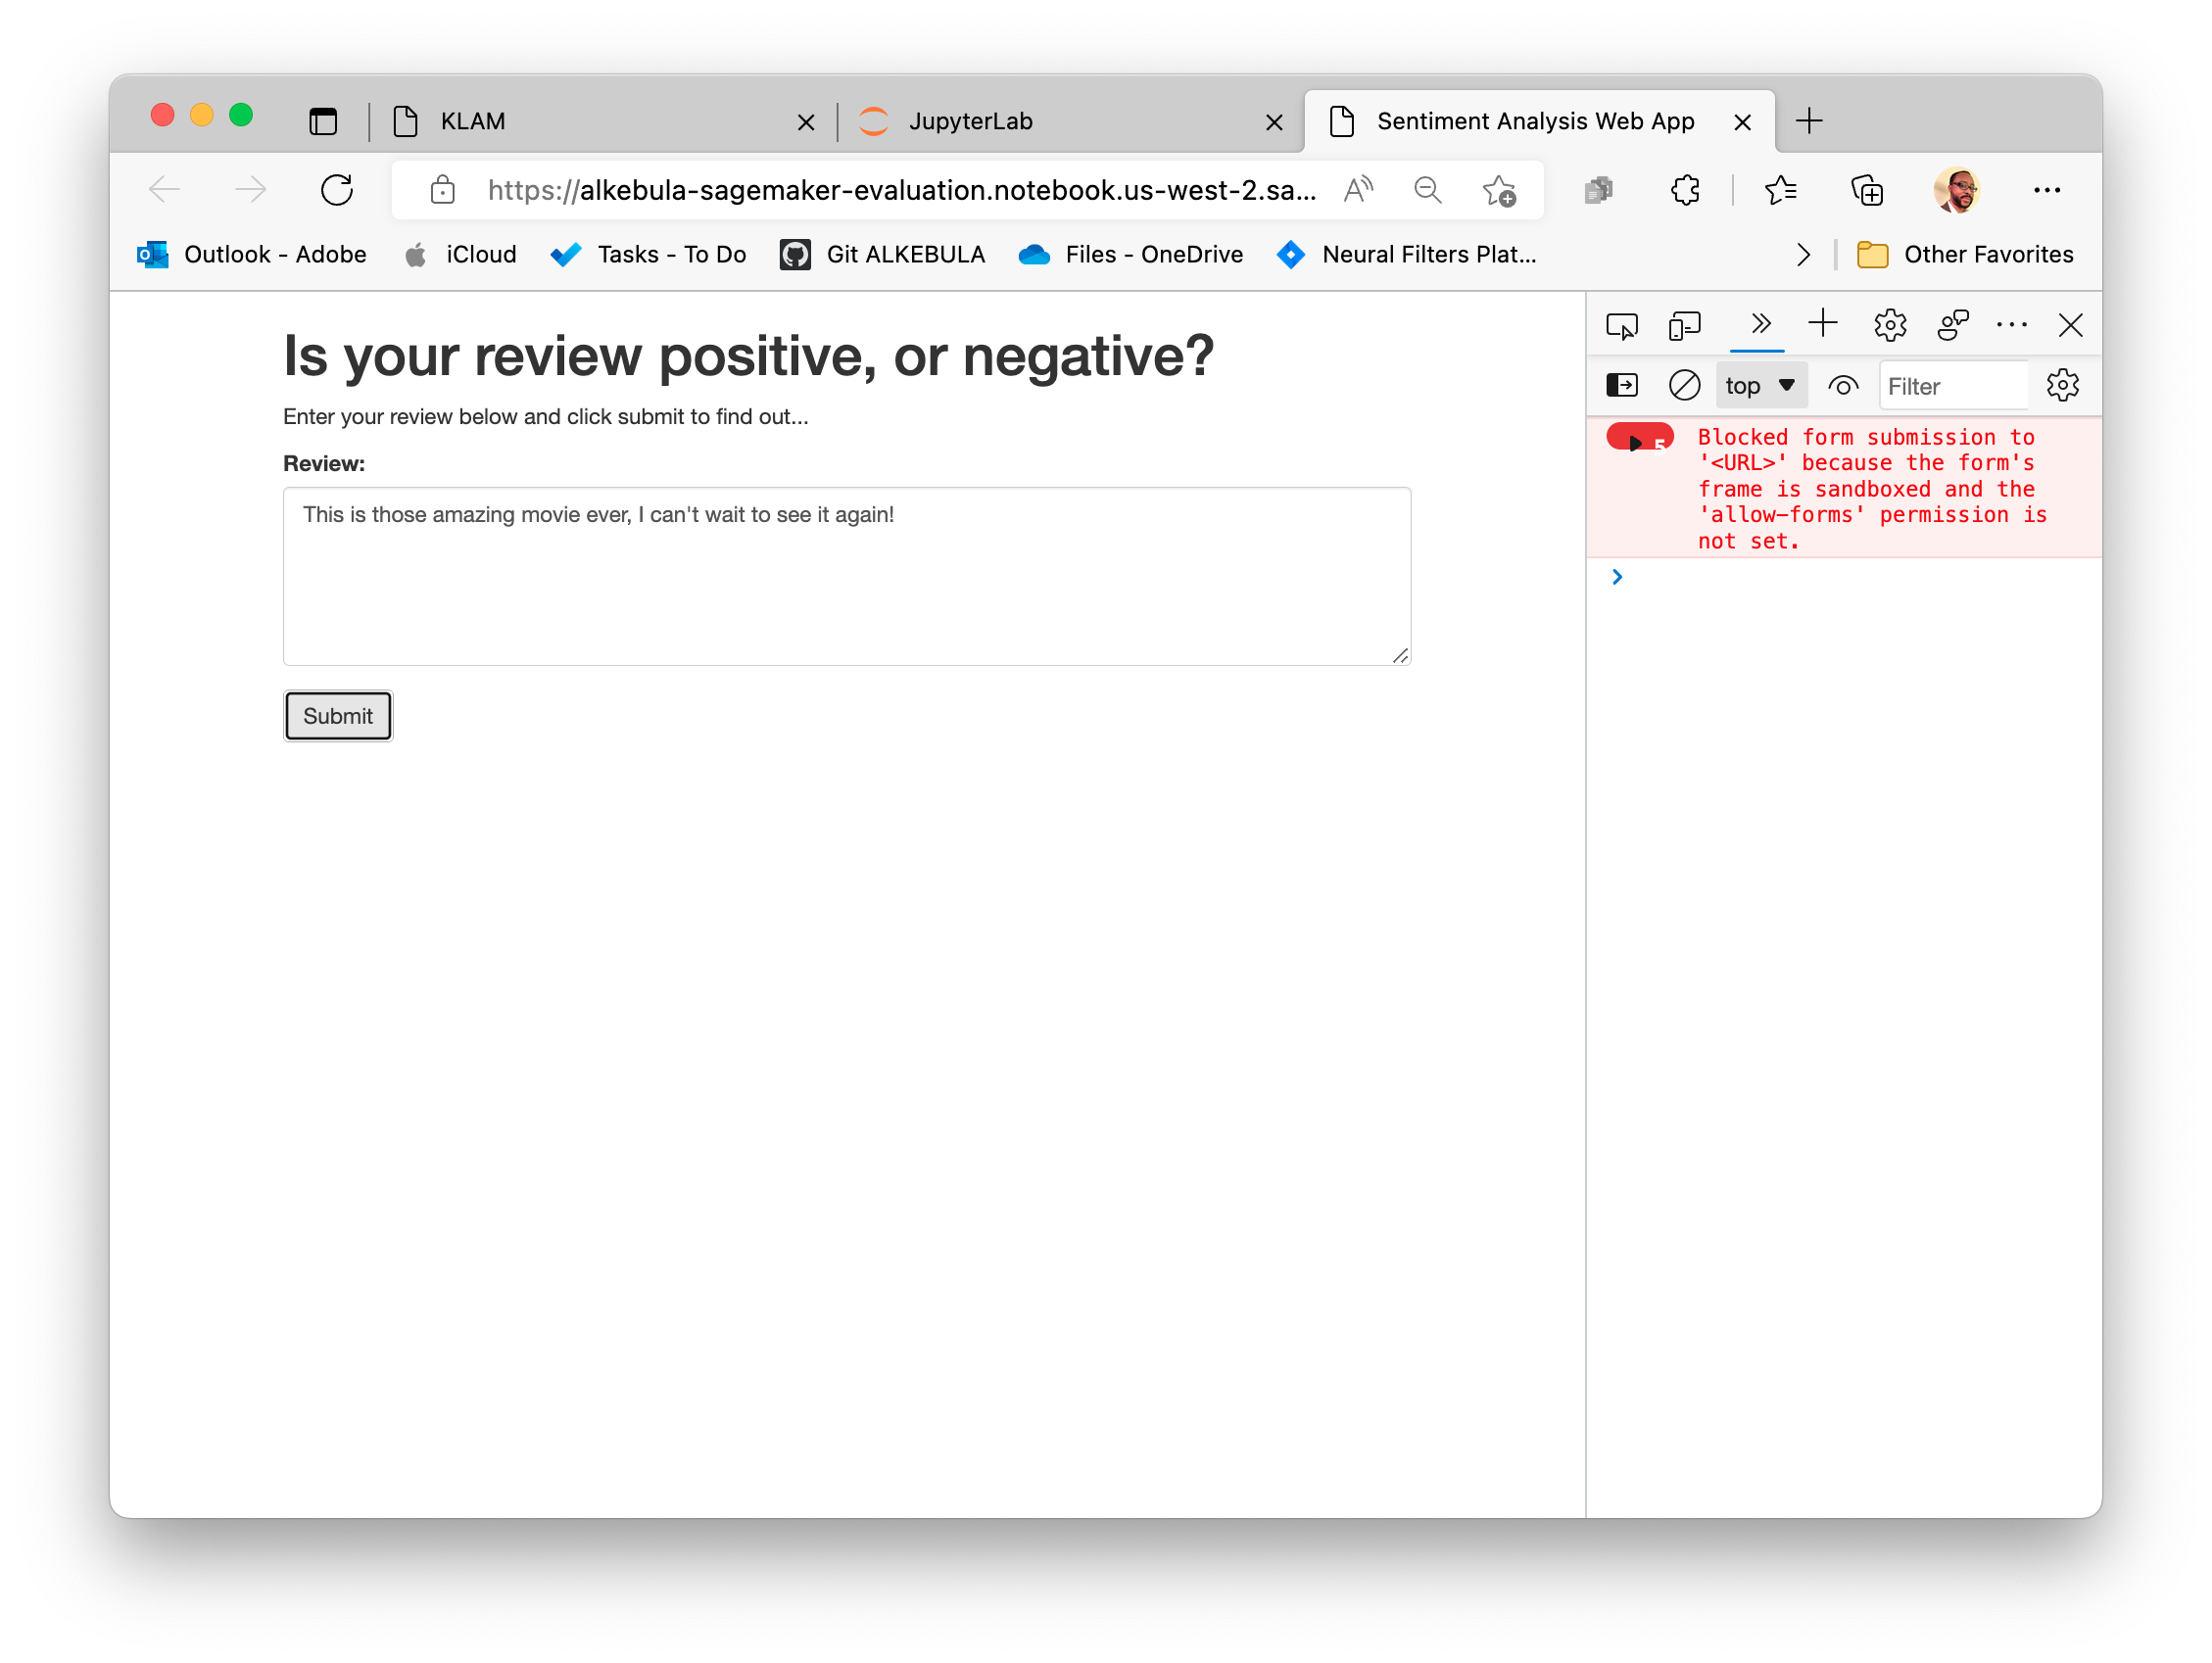 KLAM
JupyterLab
Sentiment Analysis Web App
https://alkebula-sagemaker-evaluation.notebook.us-west-2.sa...
Outlook - Adobe
iCloud
Tasks - To Do
Git ALKEBULA
Files - OneDrive
Neural Filters Plat...
Other Favorites
Is your review positive, or negative?
Enter your review below and click submit to find out...
Review:
This is those amazing movie ever, I can't wait to see it again!
Submit
top
Filter
5
Blocked form submission to
'<URL>' because the form's
frame is sandboxed and the
'allow-forms' permission is
not set.